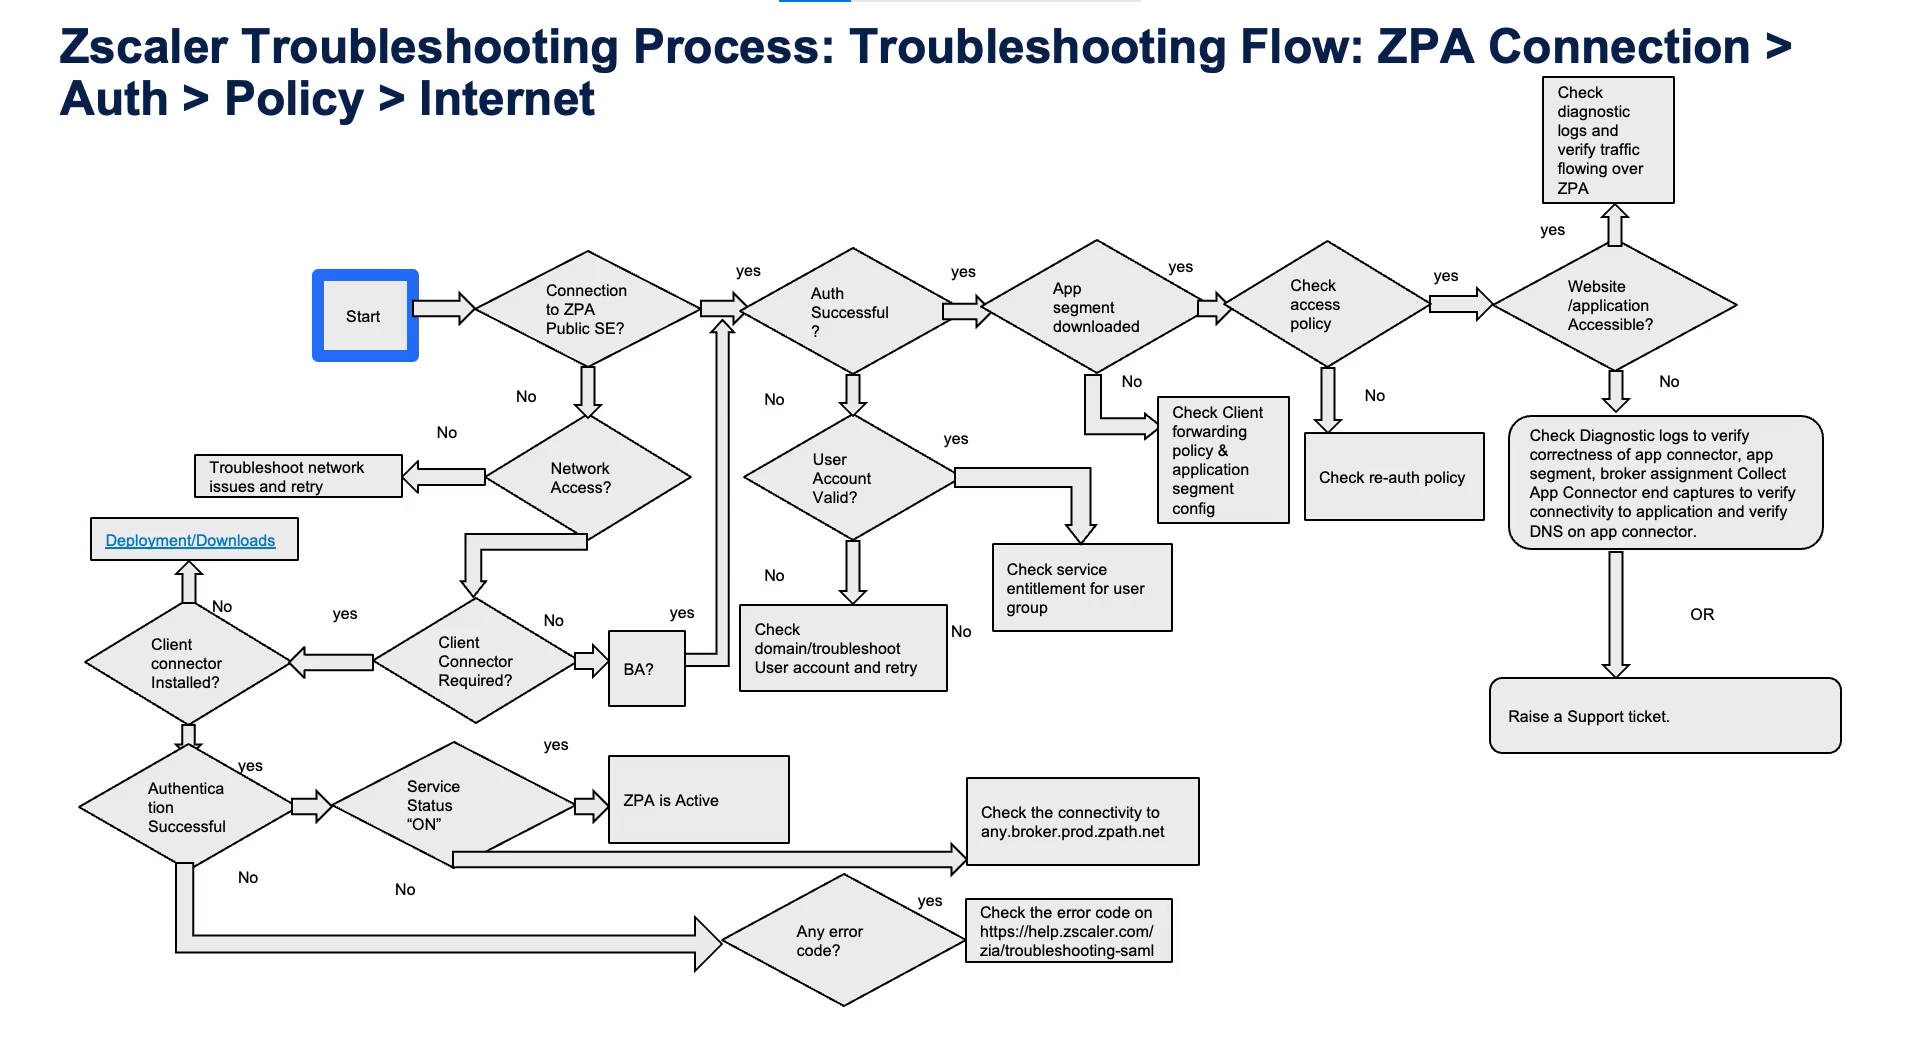 Zscaler Troubleshooting Process: Troubleshooting Flow: ZPA Connection >
Auth > Policy > Internet
Check
diagnostic
logs and
verify traffic
flowing over
ZPA
yes
Start
Connection
to ZPA
Public SE?
yes
Auth
Successful
?
yes
App
segment
downloaded
yes
Check
access
policy
yes
Website
/application
Accessible?
No
No
No
No
No
No
Troubleshoot network
issues and retry
Network
Access?
User
Account
Valid?
yes
Check Client
forwarding
policy &
application
segment
config
Check re-auth policy
Check Diagnostic logs to verify
correctness of app connector, app
segment, broker assignment Collect
App Connector end captures to verify
connectivity to application and verify
DNS on app connector.
Deployment/Downloads
No
yes
Client
connector
Installed?
Client
Connector
Required?
No
BA?
yes
No
Check
domain/troubleshoot
User account and retry
No
Check service
entitlement for user
group
OR
Raise a Support ticket.
yes
Authentica
tion
Successful
Service
Status
“ON”
yes
ZPA is Active
Check the connectivity to
any.broker.prod.zpath.net
No
No
Any error
code?
yes
Check the error code on
https://help.zscaler.com/
zia/troubleshooting-saml